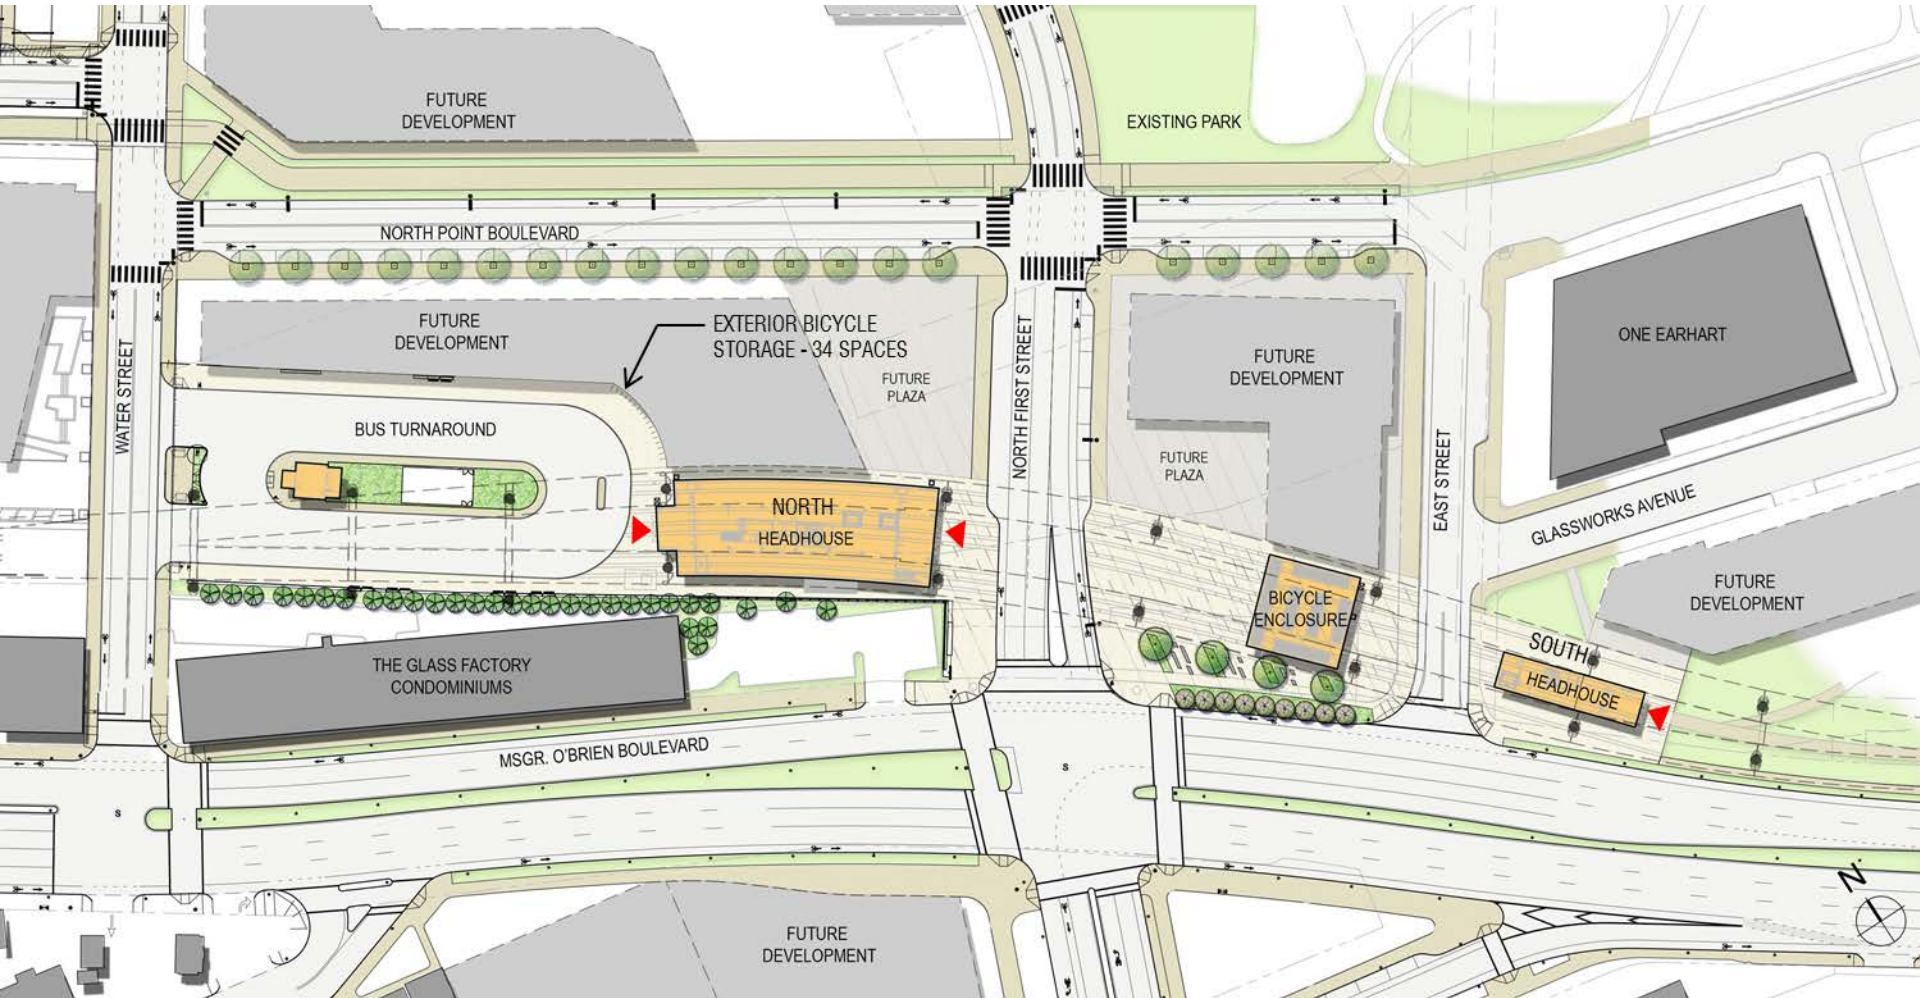 FUTURE
DEVELOPMENT
EXISTING PARK
NORTH POINT BOULEVARD
FUTURE
DEVELOPMENT
EXTERIOR BICYCLE
STORAGE - 34 SPACES
FUTURE
PLAZA
WATER STREET
NORTH FIRST STREET
FUTURE
DEVELOPMENT
ONE EARHART
BUS TURNAROUND
FUTURE
PLAZA
EAST STREET
GLASSWORKS AVENUE
NORTH
HEADHOUSE
BICYCLE
ENCLOSURE
FUTURE
DEVELOPMENT
SOUTH
HEADHOUSE
THE GLASS FACTORY
CONDOMINIUMS
MSGR. O'BRIEN BOULEVARD
S
S
N
FUTURE
DEVELOPMENT